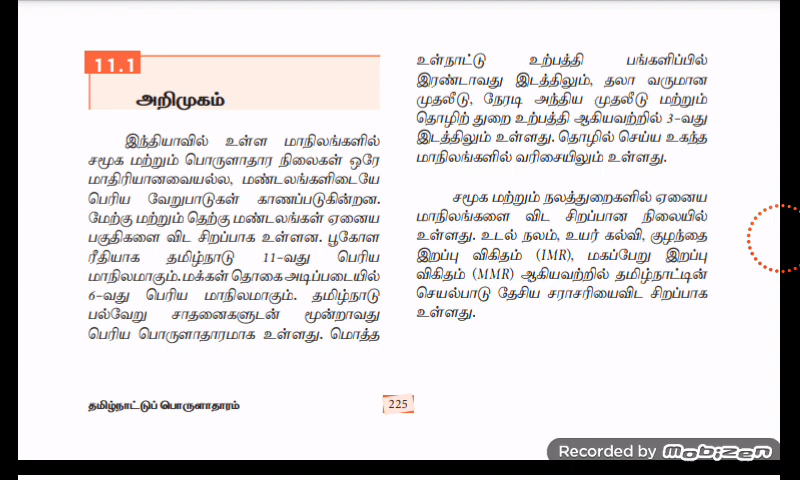 11.1
அறிமுகம்
இந்தியாவில் உள்ள மாநிலங்களில்
சமூக மற்றும் பொருளாதார நிலைகள் ஒரே
மாதிரியானவையல்ல, மண்டலங்களிடையே
பெரிய வேறுபாடுகள் காணப்படுகின்றன.
மேற்கு மற்றும் தெற்கு மண்டலங்கள் ஏனைய
பகுதிகளை விட சிறப்பாக உள்ளன. பூகோள
ரீதியாக தமிழ்நாடு 11-வது பெரிய
மாநிலமாகும். மக்கள் தொகை அடிப்படையில்
6-வது பெரிய மாநிலமாகும். தமிழ்நாடு
பல்வேறு சாதனைகளுடன் மூன்றாவது
பெரிய பொருளாதாரமாக உள்ளது. மொத்த
உள்நாட்டு உற்பத்தி பங்களிப்பில்
இரண்டாவது இடத்திலும், தலா வருமான
முதலீடு, நேரடி அந்திய முதலீடு மற்றும்
தொழிற் துறை உற்பத்தி ஆகியவற்றில் 3-வது
இடத்திலும் உள்ளது. தொழில் செய்ய உகந்த
மாநிலங்களில் வரிசையிலும் உள்ளது.
சமூக மற்றும் நலத்துறைகளில் ஏனைய
மாநிலங்களை விட சிறப்பான நிலையில்
உள்ளது. உடல் நலம், உயர் கல்வி, குழந்தை
இறப்பு விகிதம் (IMR), மகப்பேறு இறப்பு
விகிதம் (MMR) ஆகியவற்றில் தமிழ்நாட்டின்
செயல்பாடு தேசிய சராசரியைவிட சிறப்பாக
உள்ளது.
தமிழ்நாட்டுப் பொருளாதாரம்
225
Recorded by mobizen